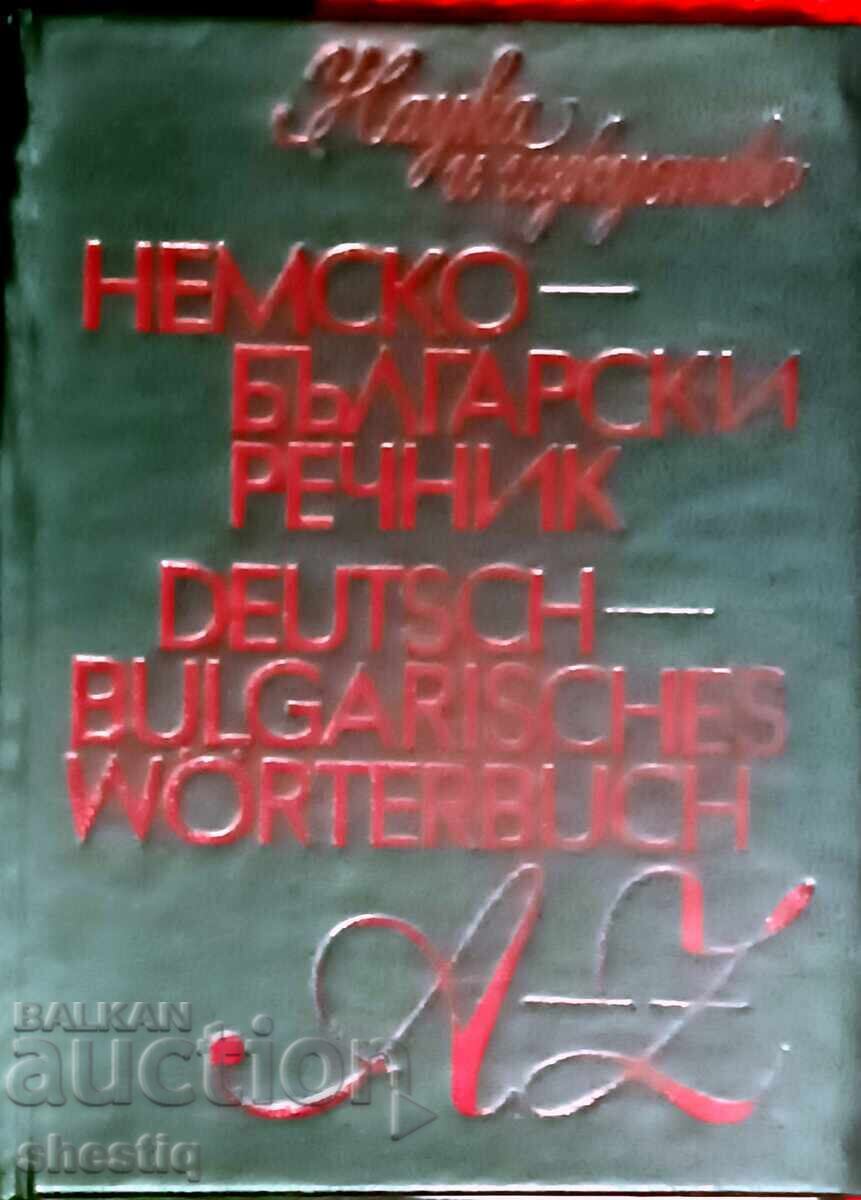 Наука
и изкуство
НЕМСКО—
БЪЛГАРСКИ
РЕЧНИК
DEUTSCH—
BULGARISCHES
WÖRTERBUCH
A–Z
BALKAN
auction
shestiq